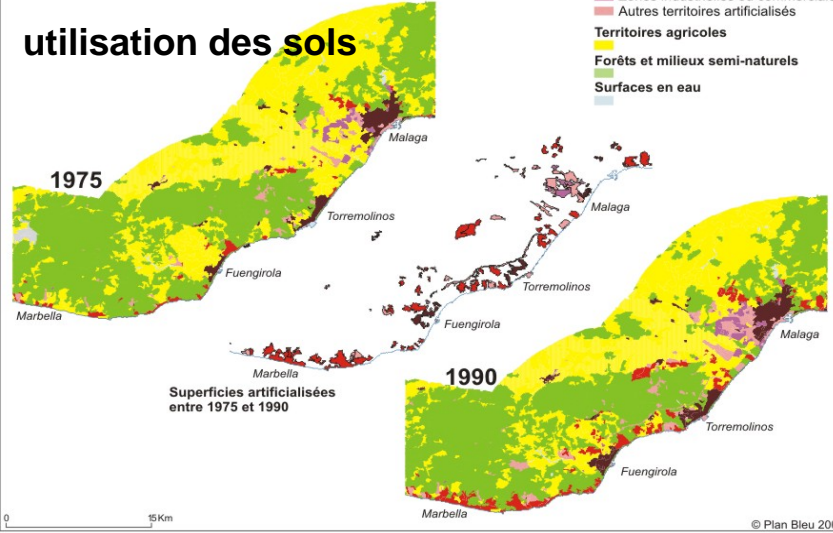 utilisation des sols
Autres territoires artificialisés
Territoires agricoles
Forêts et milieux semi-naturels
Surfaces en eau
1975
Malaga
Torremolinos
Fuengirola
Marbella
Malaga
Torremolinos
Fuengirola
Marbella
Superficies artificialisées
entre 1975 et 1990
1990
Malaga
Torremolinos
Fuengirola
Marbella
0 15 Km
© Plan Bleu